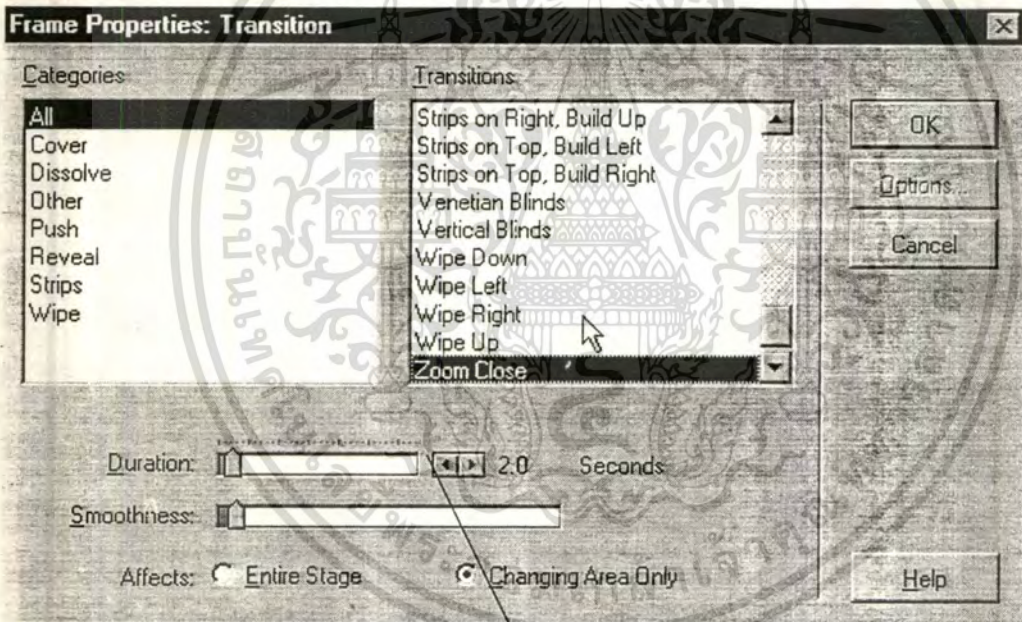 Frame Properties: Transition
Categories
All
Cover
Dissolve
Other
Push
Reveal
Strips
Wipe
Transitions
Strips on Right, Build Up
Strips on Top, Build Left
Strips on Top, Build Right
Venetian Blinds
Vertical Blinds
Wipe Down
Wipe Left
Wipe Right
Wipe Up
Zoom Close
OK
Options...
Cancel
Duration: 2.0 Seconds
Smoothness:
Affects: Entire Stage Changing Area Only
Help